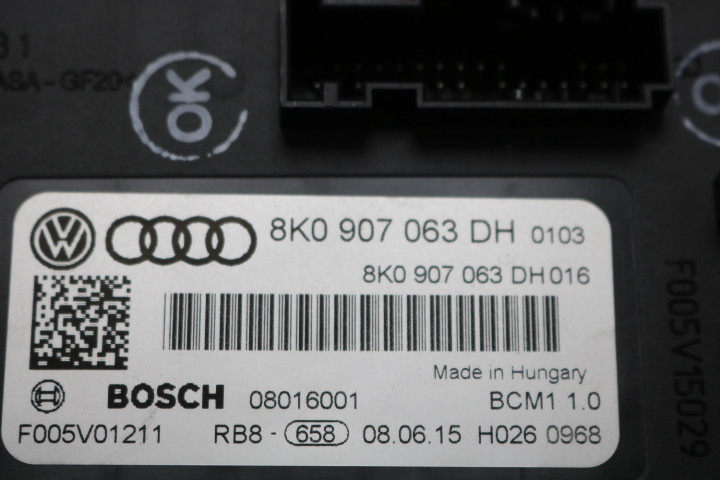 OK
8K0 907 063 DH 0103
8K0 907 063 DH016
Made in Hungary
BOSCH 08016001 BCM1 1.0
F005V01211 RB8 - 658 08.06.15 H026 0968
F005V15029